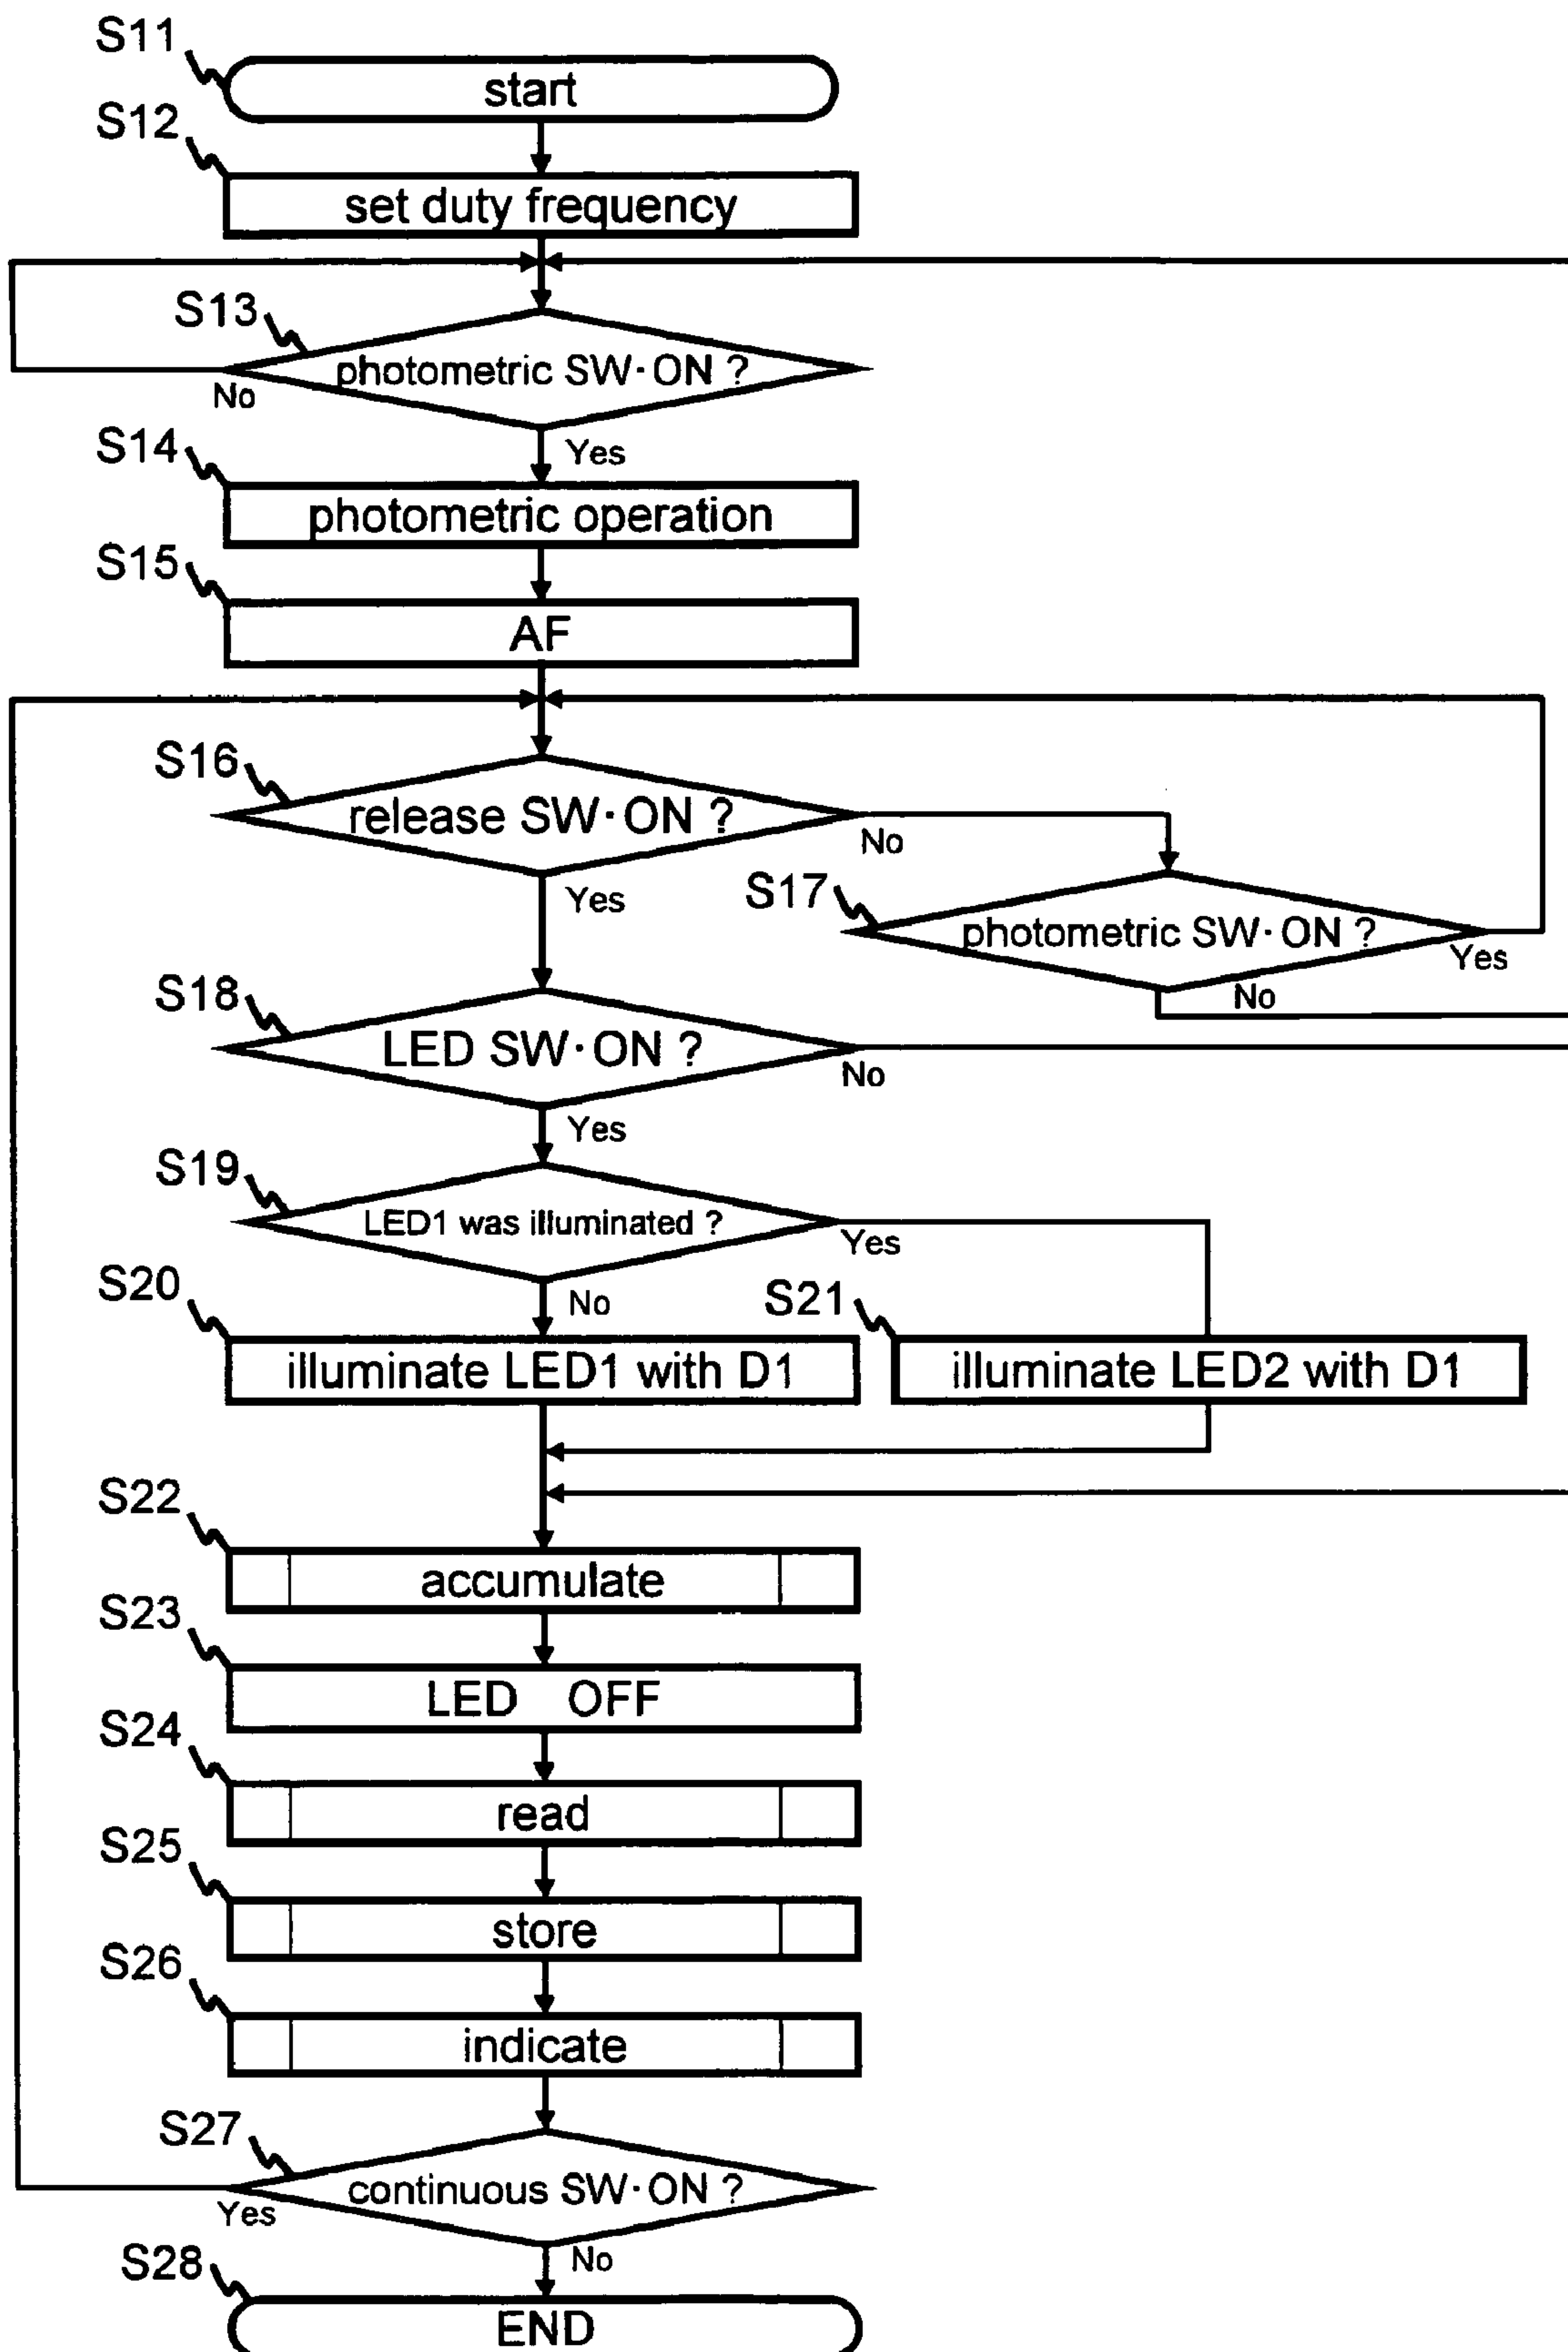 S11
start
S12
set duty frequency
S13
photometric SW·ON ?
No
Yes
S14
photometric operation
S15
AF
S16
release SW·ON ?
No
Yes
S17
photometric SW·ON ?
Yes
No
S18
LED SW·ON ?
No
Yes
S19
LED1 was illuminated ?
Yes
No
S20
illuminate LED1 with D1
S21
illuminate LED2 with D1
S22
accumulate
S23
LED OFF
S24
read
S25
store
S26
indicate
S27
continuous SW·ON ?
Yes
No
S28
END